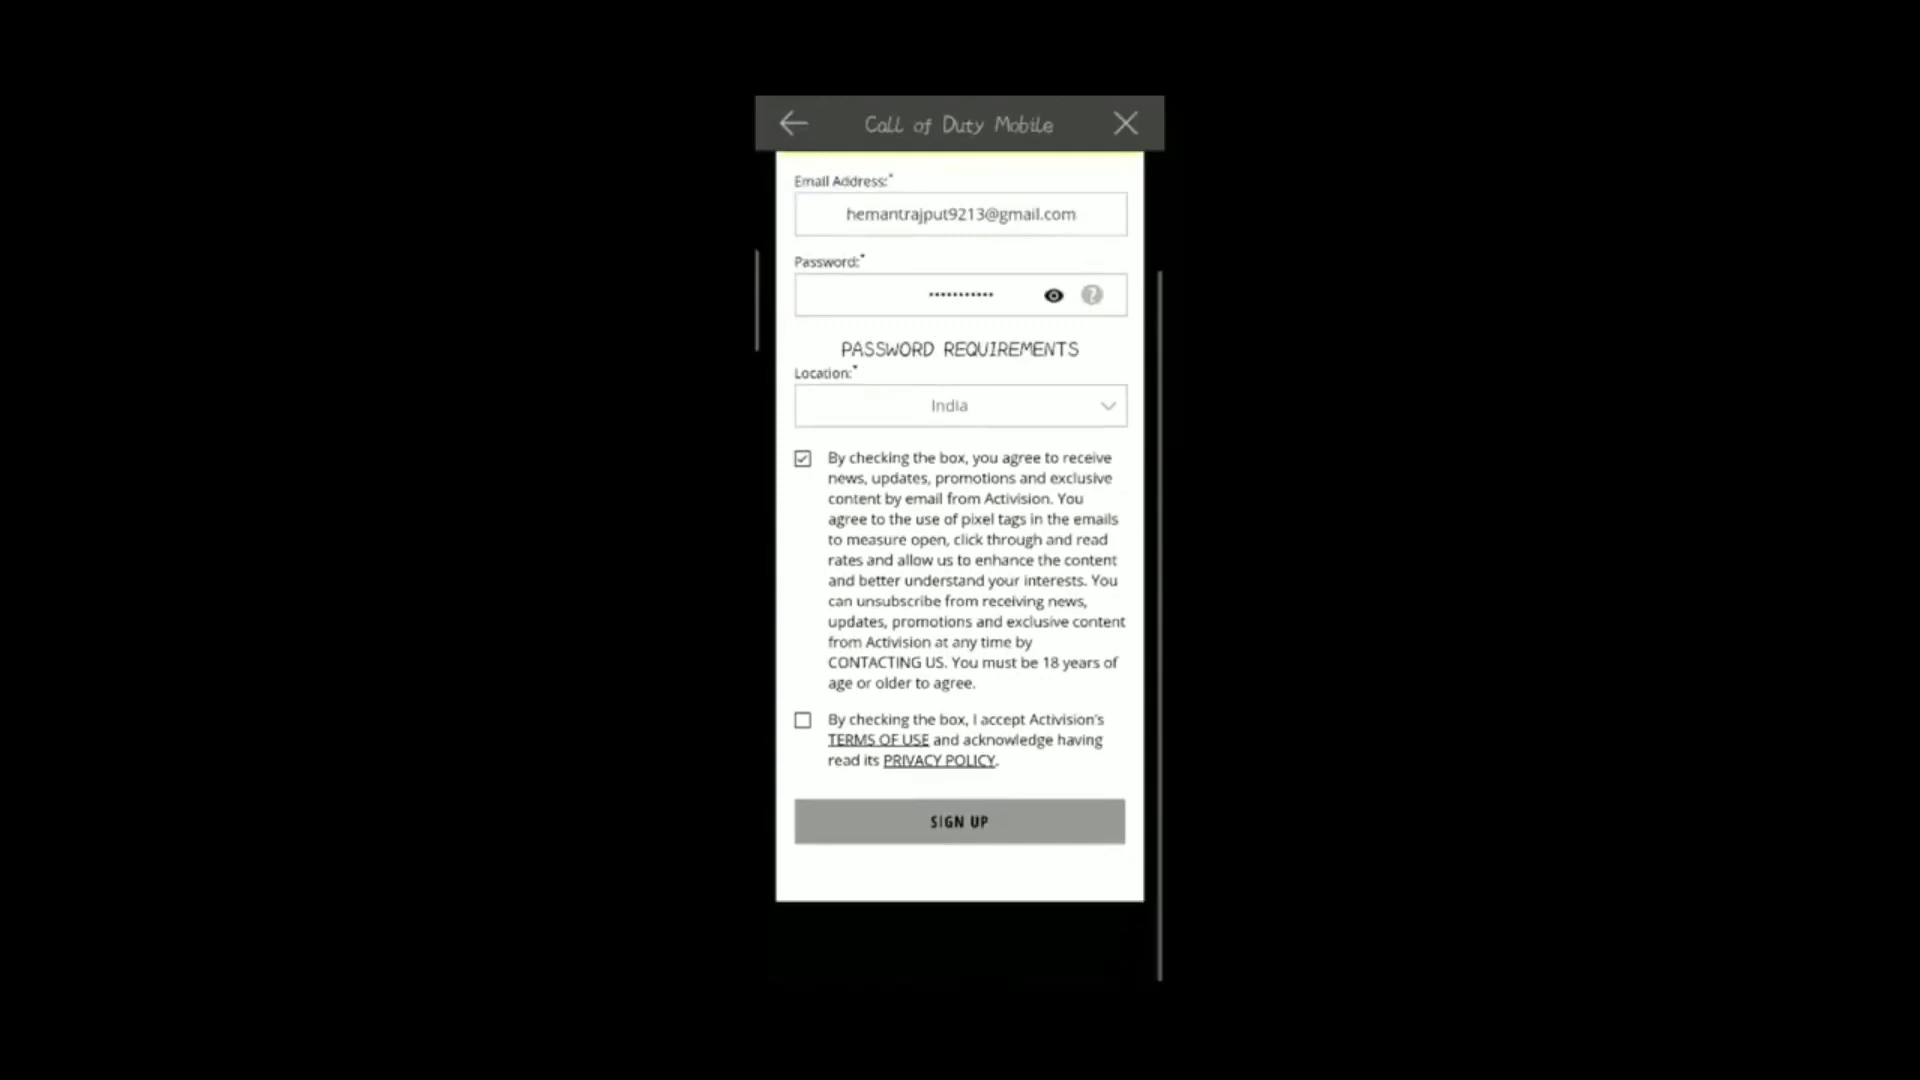 Call of Duty Mobile
Email Address:*
hemantrajput9213@gmail.com
Password:*
•••••••••••
?
PASSWORD REQUIREMENTS
Location:*
India
By checking the box, you agree to receive
news, updates, promotions and exclusive
content by email from Activision. You
agree to the use of pixel tags in the emails
to measure open, click through and read
rates and allow us to enhance the content
and better understand your interests. You
can unsubscribe from receiving news,
updates, promotions and exclusive content
from Activision at any time by
CONTACTING US. You must be 18 years of
age or older to agree.
By checking the box, I accept Activision's
TERMS OF USE and acknowledge having
read its PRIVACY POLICY.
SIGN UP